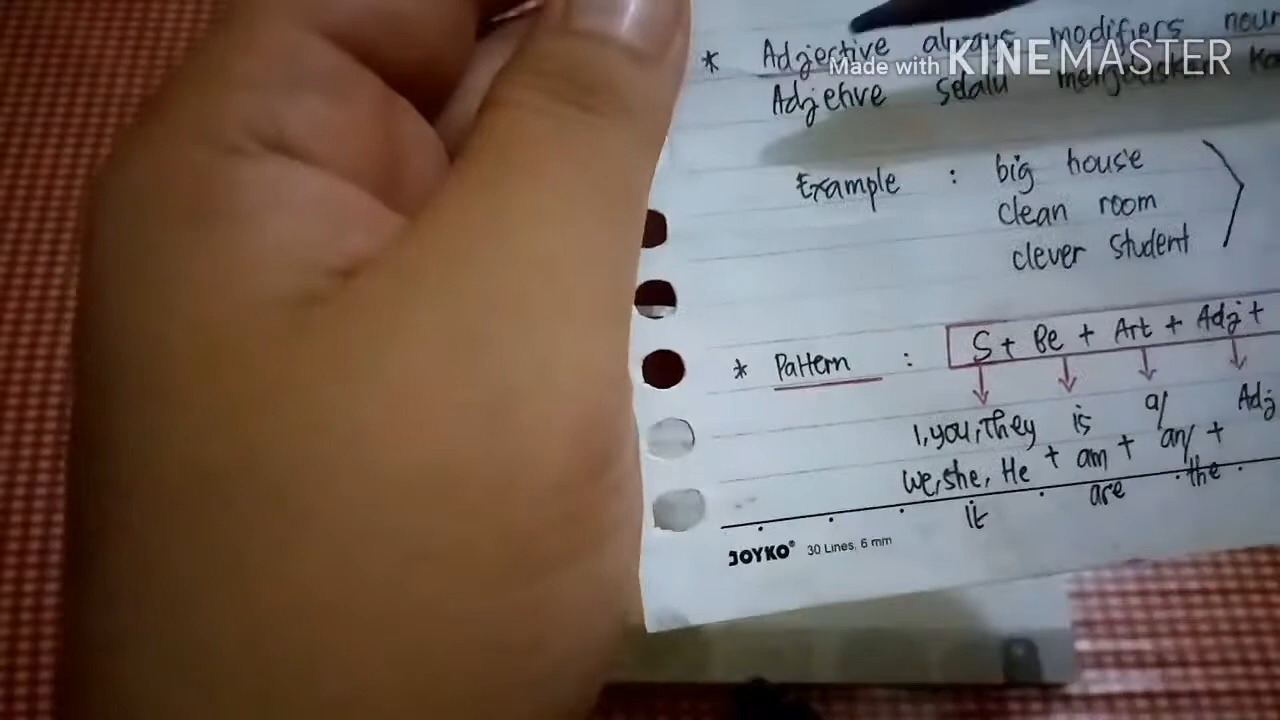 * Adjective always modifiers noun
Made with KINEMASTER
Adjetive selalu
Example : big house
clean room
clever student
* Pattern : S + Be + Art + Adj +
I, you, they is a/ Adj
we, she, He + am + an/ +
it are the
JOYKO® 30 Lines, 6 mm